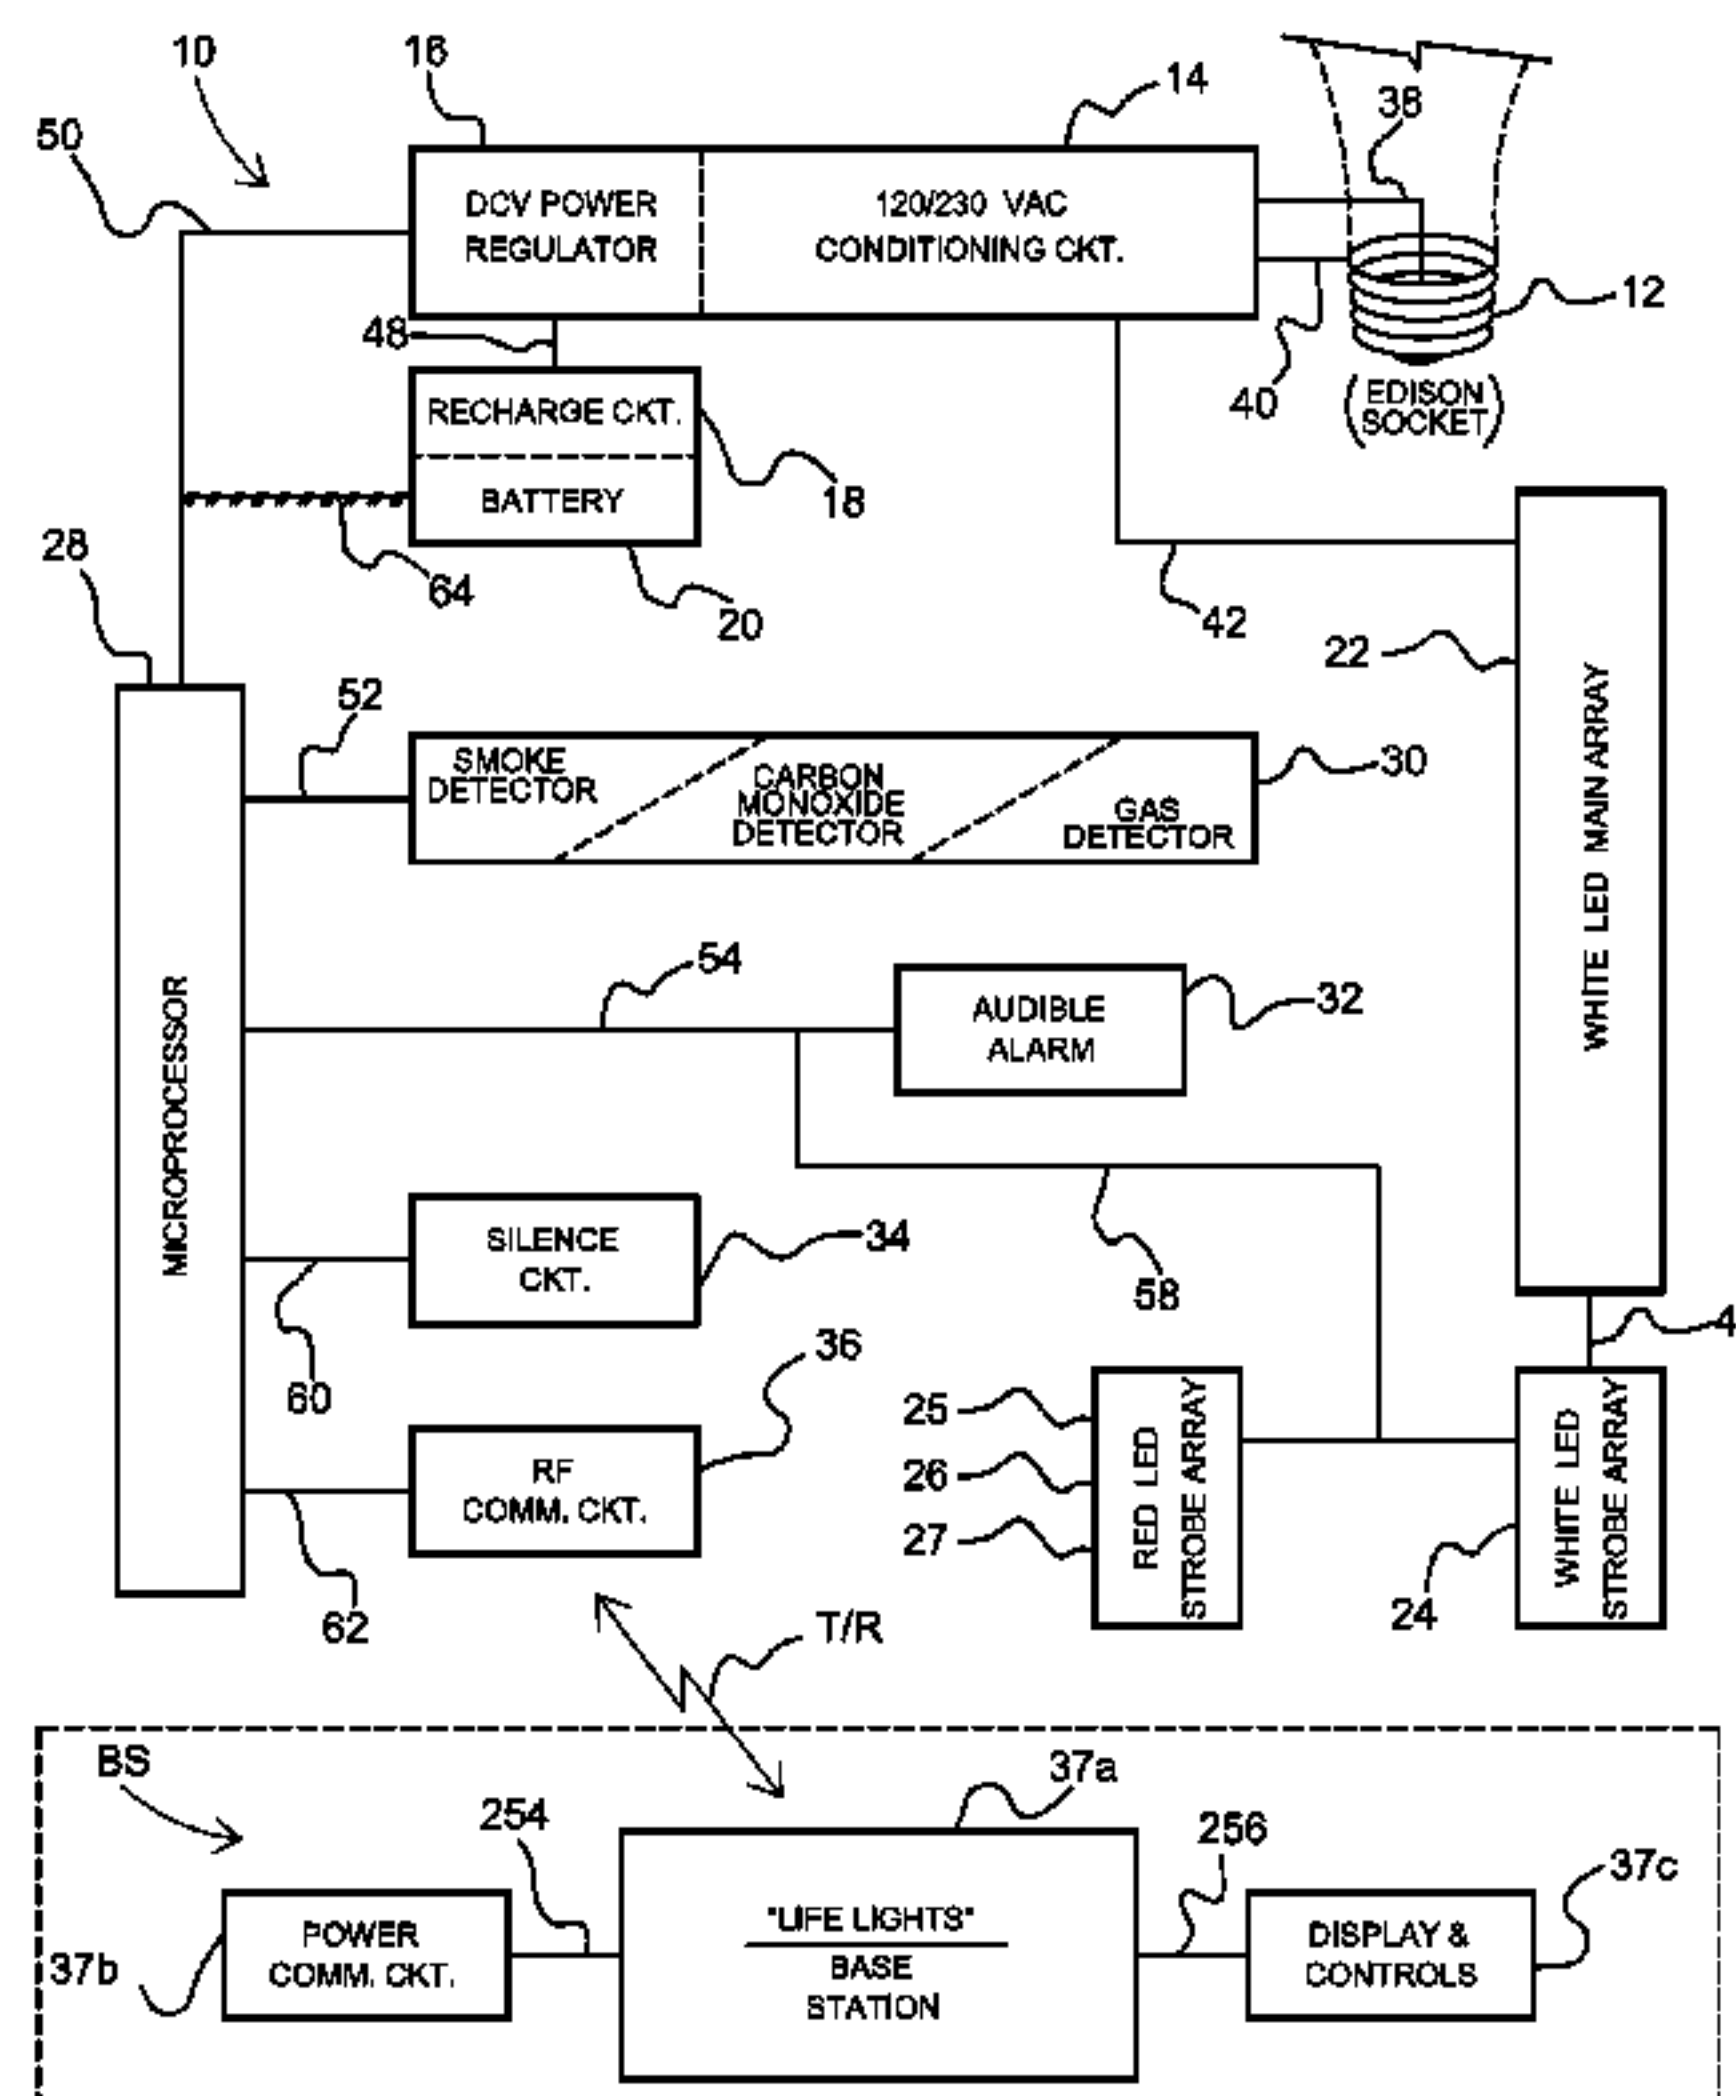 10
16
14
38
50
DCV POWER
REGULATOR
120/230 VAC
CONDITIONING CKT.
12
48
40
(EDISON
SOCKET)
RECHARGE CKT.
BATTERY
18
28
64
20
42
22
52
SMOKE
DETECTOR
CARBON
MONOXIDE
DETECTOR
GAS
DETECTOR
30
WHITE LED MAIN ARRAY
54
AUDIBLE
ALARM
32
MICROPROCESSOR
SILENCE
CKT.
34
58
60
36
4
RF
COMM. CKT.
25
26
27
RED LED
STROBE ARRAY
WHITE LED
STROBE ARRAY
24
62
T/R
BS
37a
254
256
37c
POWER
COMM. CKT.
37b
"LIFE LIGHTS"
BASE
STATION
DISPLAY &
CONTROLS